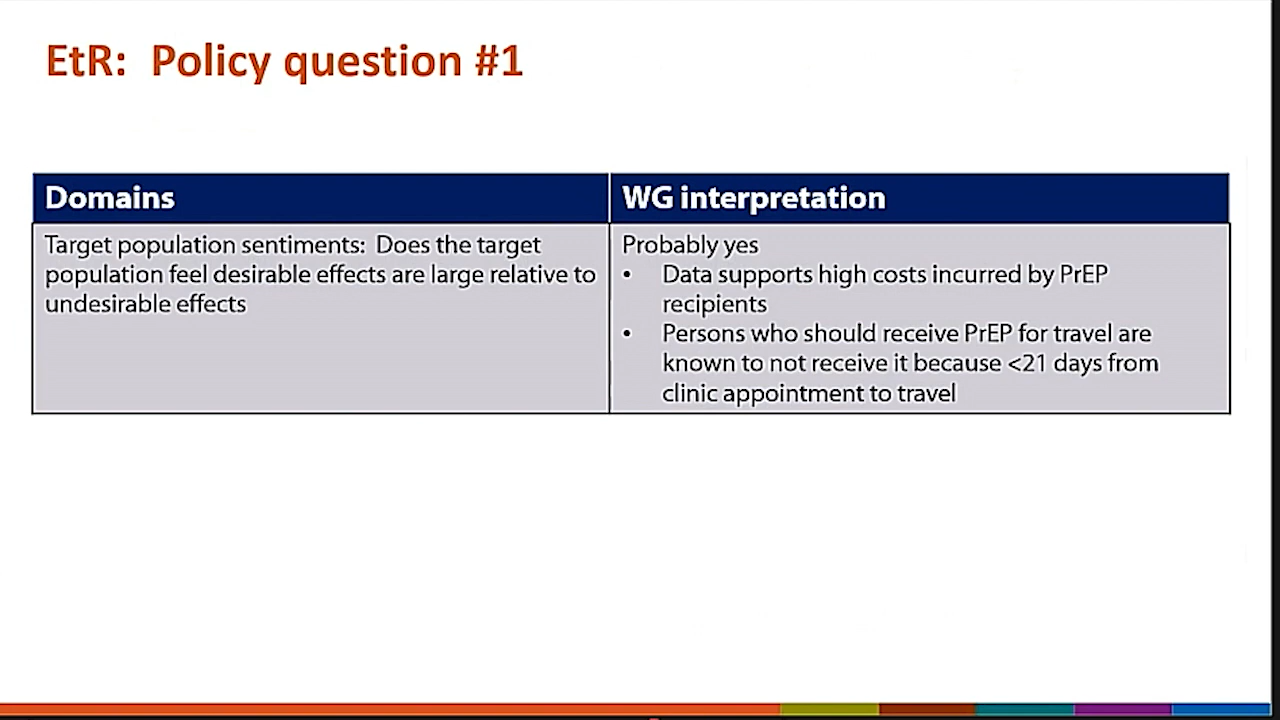 EtR: Policy question #1
Domains
WG interpretation
Target population sentiments: Does the target
population feel desirable effects are large relative to
undesirable effects
Probably yes
• Data supports high costs incurred by PrEP
recipients
• Persons who should receive PrEP for travel are
known to not receive it because <21 days from
clinic appointment to travel